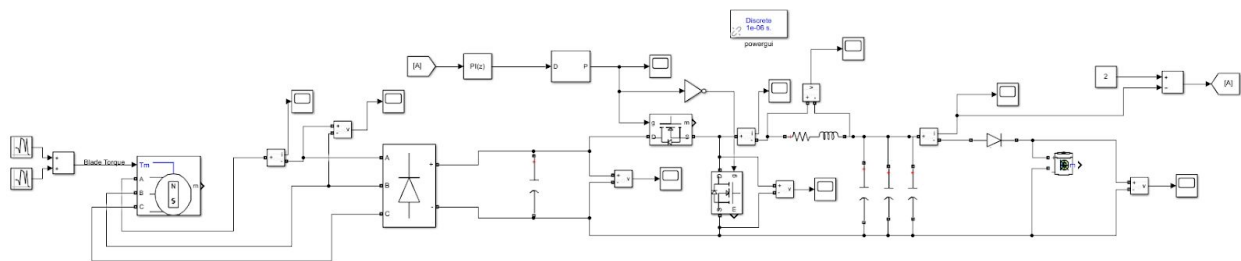 Discrete
1e-06 s.
powergui
[A]
PI(z)
D
P
2
+
-
[A]
Blade Torque
Tm
m
A
B
C
N
S
+
+
i
+
-
+
-
v
A
B
C
+
-
+
-
v
g
m
D
S
+
-
v
i
+
-
v
+
-
i
+
-
m
+
-
v